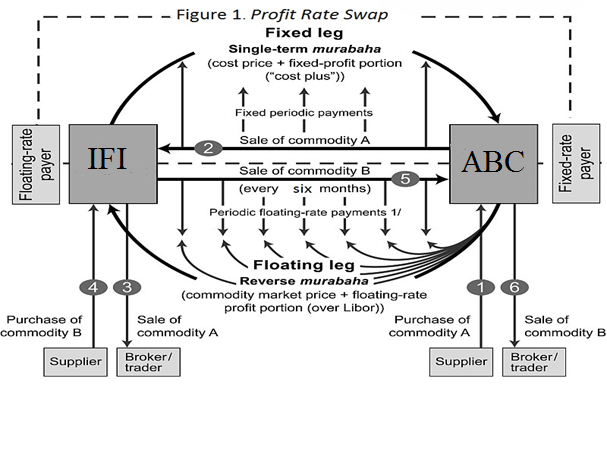 Figure 1. Profit Rate Swap
Fixed leg
Single-term murabaha
(cost price + fixed-profit portion
(“cost plus”))
Fixed periodic payments
Sale of commodity A
2
Floating-rate
payer
IFI
ABC
Fixed-rate
payer
Sale of commodity B
5
(every six months)
Periodic floating-rate payments 1/
Floating leg
Reverse murabaha
(commodity market price + floating-rate
profit portion (over Libor))
4
3
1
6
Purchase of
commodity B
Sale of
commodity A
Purchase of
commodity A
Sale of
commodity B
Supplier
Broker/
trader
Supplier
Broker/
trader